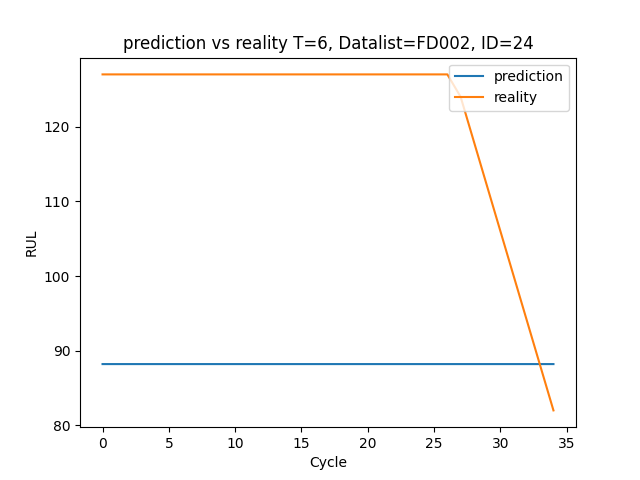 prediction vs reality T=6, Datalist=FD002, ID=24
prediction
reality
RUL
120
110
100
90
80
0 5 10 15 20 25 30 35
Cycle